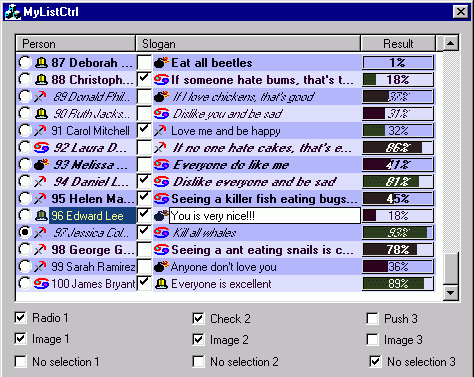 MyListCtrl
Person Slogan Result
87 Deborah ... Eat all beetles 1%
88 Christoph... If someone hate bums, that's t... 18%
89 Donald Phil... If I love chickens, that's good 37%
90 Ruth Jacks... Dislike you and be sad 31%
91 Carol Mitchell Love me and be happy 32%
92 Laura D... If no one hate cakes, that's e... 86%
93 Melissa ... Everyone do like me 41%
94 Daniel L... Dislike everyone and be sad 81%
95 Helen Ma... Seeing a killer fish eating bugs... 45%
96 Edward Lee You is very nice!!! 18%
97 Jessica Col... Kill all whales 93%
98 George G... Seeing a ant eating snails is c... 78%
99 Sarah Ramirez Anyone don't love you 36%
100 James Bryant Everyone is excellent 89%
Radio 1 Check 2 Push 3
Image 1 Image 2 Image 3
No selection 1 No selection 2 No selection 3